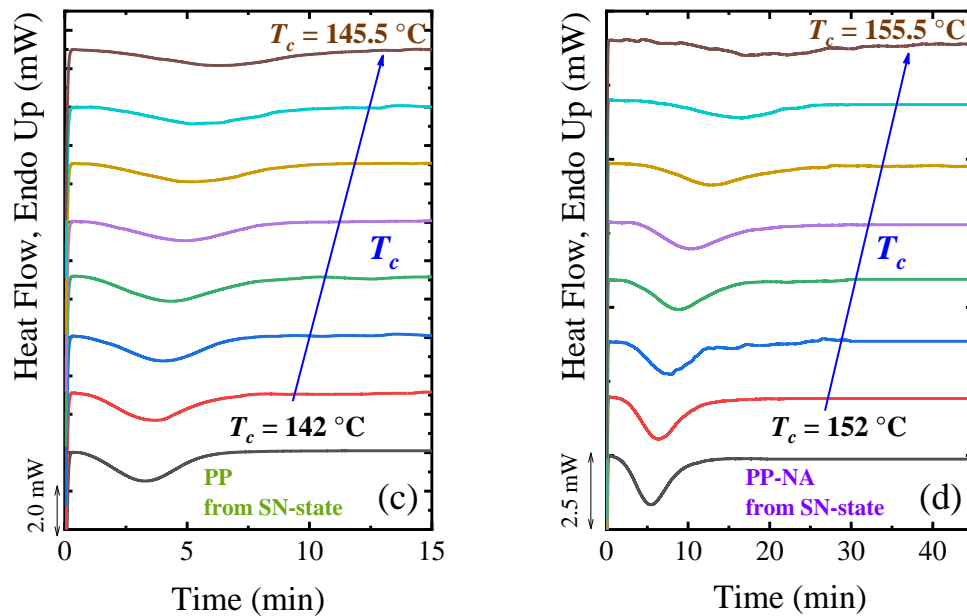 Heat Flow, Endo Up (mW)
2.0 mW
T_c = 145.5 °C
T_c
T_c = 142 °C
PP
from SN-state
(c)
0 5 10 15
Time (min)
Heat Flow, Endo Up (mW)
2.5 mW
T_c = 155.5 °C
T_c
T_c = 152 °C
PP-NA
from SN-state
(d)
0 10 20 30 40
Time (min)